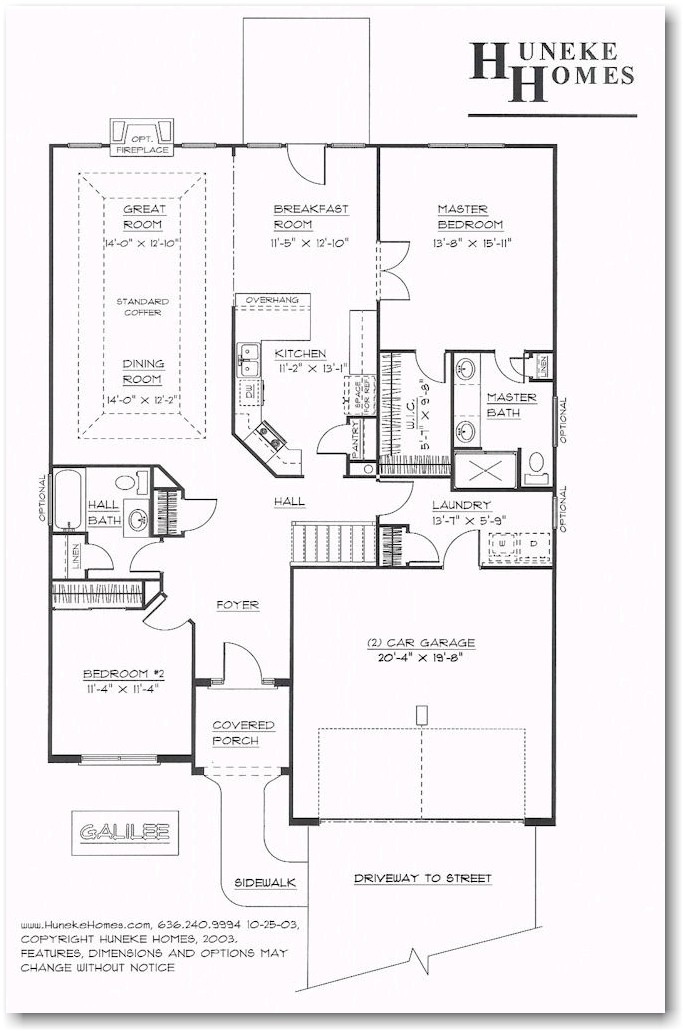 HUNEKE
HOMES
OPT.
FIREPLACE
GREAT
ROOM
14'-0" X 12'-10"
BREAKFAST
ROOM
11'-5" X 12'-10"
MASTER
BEDROOM
13'-8" X 15'-11"
STANDARD
COFFER
OVERHANG
KITCHEN
11'-2" X 13'-1"
DINING
ROOM
14'-0" X 12'-2"
DW
SPACE
FOR REF.
PANTRY
W.I.C.
5'-7" X 9'-8"
LINEN
MASTER
BATH
OPTIONAL
OPTIONAL
HALL
BATH
OPTIONAL
LINEN
HALL
LAUNDRY
13'-7" X 5'-9"
W
D
FOYER
(2) CAR GARAGE
20'-4" X 19'-8"
BEDROOM #2
11'-4" X 11'-4"
COVERED
PORCH
GALILEE
SIDEWALK
DRIVEWAY TO STREET
www.HunekeHomes.com, 636.240.9994 10-25-03,
COPYRIGHT HUNEKE HOMES, 2003.
FEATURES, DIMENSIONS AND OPTIONS MAY
CHANGE WITHOUT NOTICE